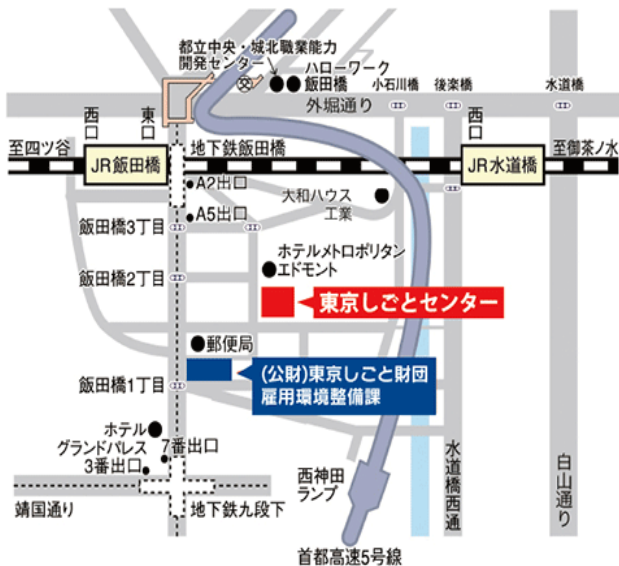 都立中央・城北職業能力
開発センター
ハローワーク
飯田橋
小石川橋
後楽橋
水道橋
外堀通り
西口
東口
西口
至四ツ谷
JR飯田橋
地下鉄飯田橋
JR水道橋
至御茶ノ水
A2出口
大和ハウス
工業
A5出口
飯田橋3丁目
ホテルメトロポリタン
エドモント
飯田橋2丁目
東京しごとセンター
郵便局
(公財)東京しごと財団
雇用環境整備課
飯田橋1丁目
ホテル
グランドパレス
7番出口
3番出口
西神田
ランプ
水道橋西通
白山通り
靖国通り
地下鉄九段下
首都高速5号線